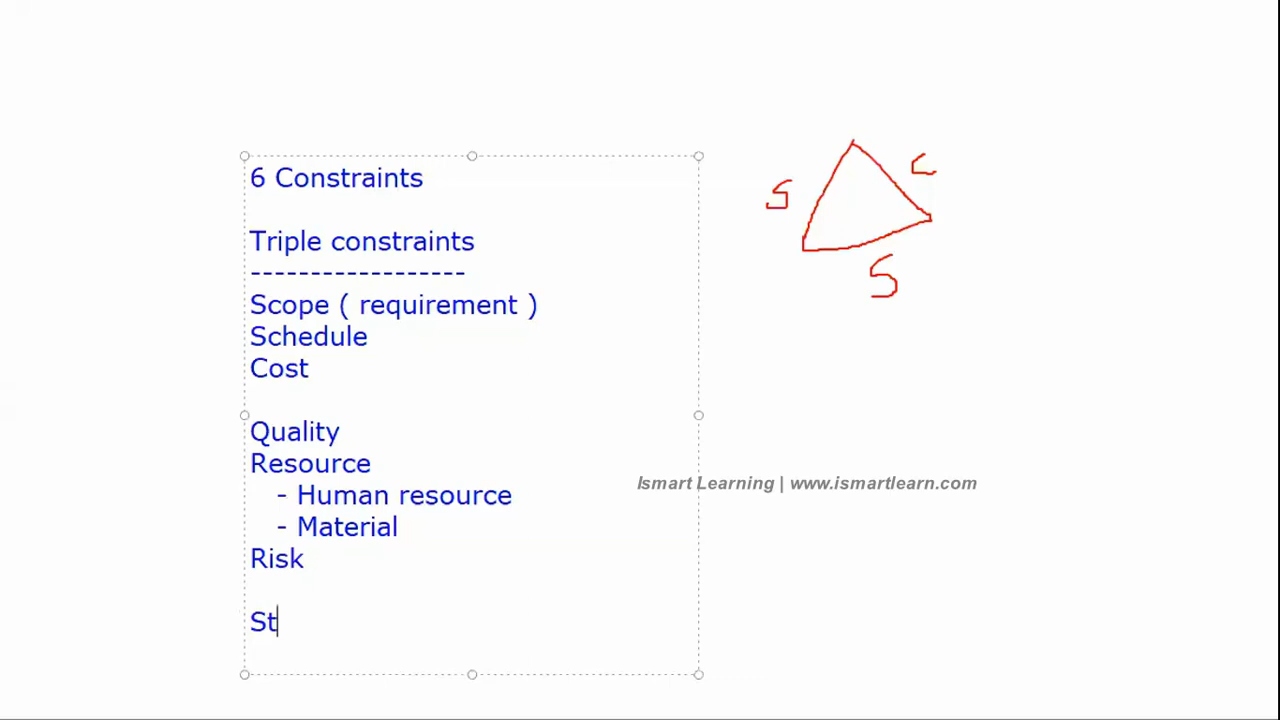 6 Constraints
Triple constraints
------------------
Scope ( requirement )
Schedule
Cost
Quality
Resource
- Human resource
- Material
Risk
St
S
C
S
Ismart Learning | www.ismartlearn.com